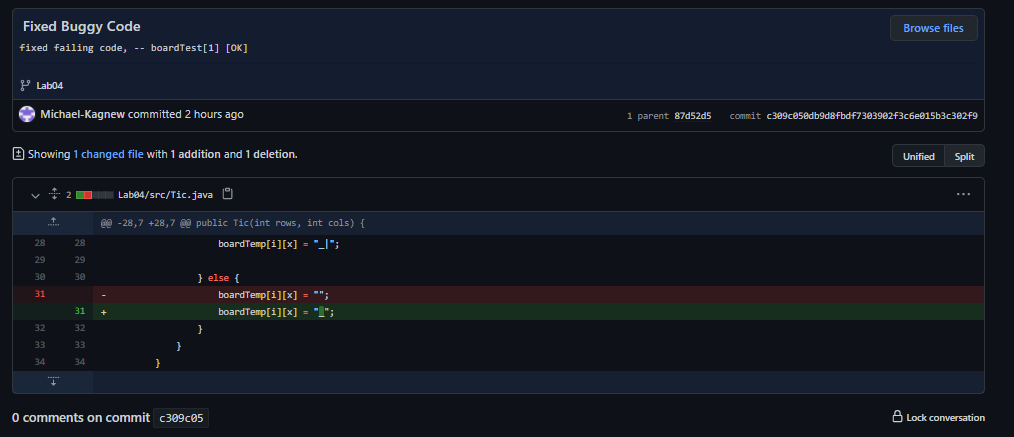 Fixed Buggy Code
Browse files
fixed failing code, -- boardTest[1] [OK]
Lab04
Michael-Kagnew committed 2 hours ago
1 parent 87d52d5 commit c309c050db9d8fbdf7303902f3c6e015b3c302f9
Showing 1 changed file with 1 addition and 1 deletion.
Unified Split
2 Lab04/src/Tic.java
@@ -28,7 +28,7 @@ public Tic(int rows, int cols) {
28 28 boardTemp[i][x] = "_|";
29 29
30 30 } else {
31 - boardTemp[i][x] = "";
31 + boardTemp[i][x] = "_";
32 32 }
33 33 }
34 34 }
0 comments on commit c309c05
Lock conversation